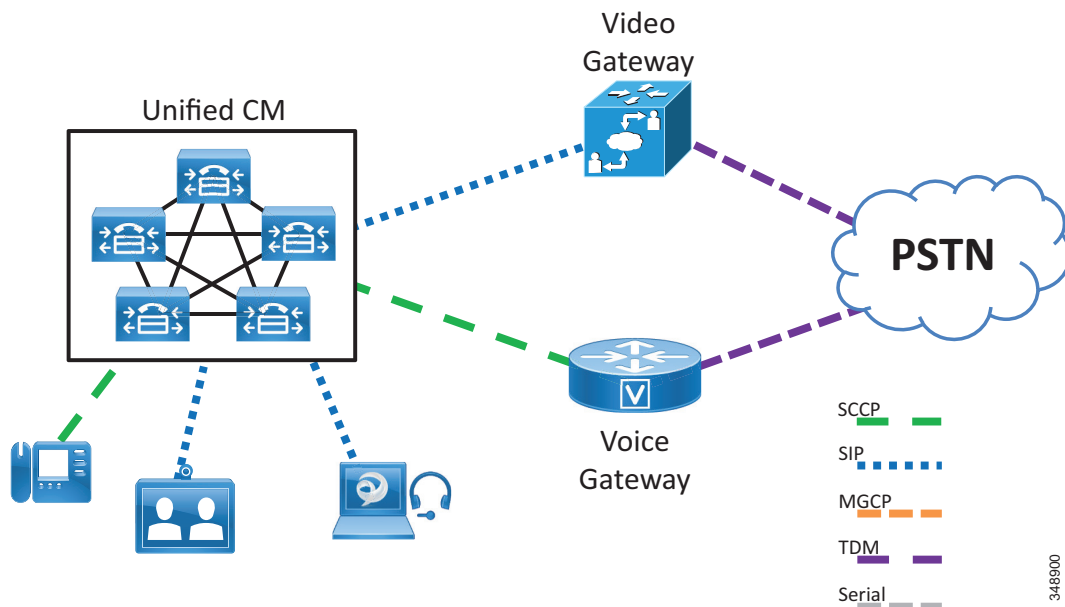 Video
Gateway
Unified CM
PSTN
V
Voice
Gateway
SCCP
SIP
MGCP
TDM
Serial
348900